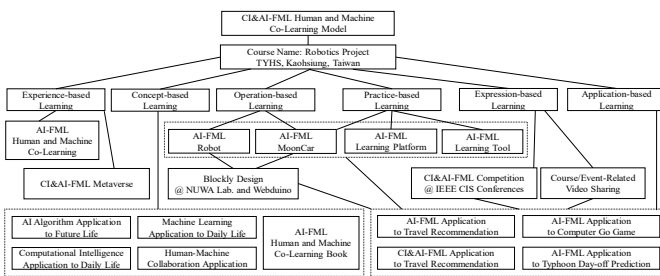 CI&AI-FML Human and Machine
Co-Learning Model
Course Name: Robotics Project
TYHS, Kaohsiung, Taiwan
Experience-based
Learning
Concept-based
Learning
Operation-based
Learning
Practice-based
Learning
Expression-based
Learning
Application-based
Learning
AI-FML
Human and Machine
Co-Learning
AI-FML
Robot
AI-FML
MoonCar
AI-FML
Learning Platform
AI-FML
Learning Tool
CI&AI-FML Metaverse
Blockly Design
@ NUWA Lab. and Webduino
CI&AI-FML Competition
@ IEEE CIS Conferences
Course/Event-Related
Video Sharing
AI Algorithm Application
to Future Life
Machine Learning
Application to Daily Life
Computational Intelligence
Application to Daily Life
Human-Machine
Collaboration Application
AI-FML
Human and Machine
Co-Learning Book
AI-FML Application
to Travel Recommendation
AI-FML Application
to Computer Go Game
CI&AI-FML Application
to Travel Recommendation
AI-FML Application
to Typhoon Day-off Prediction